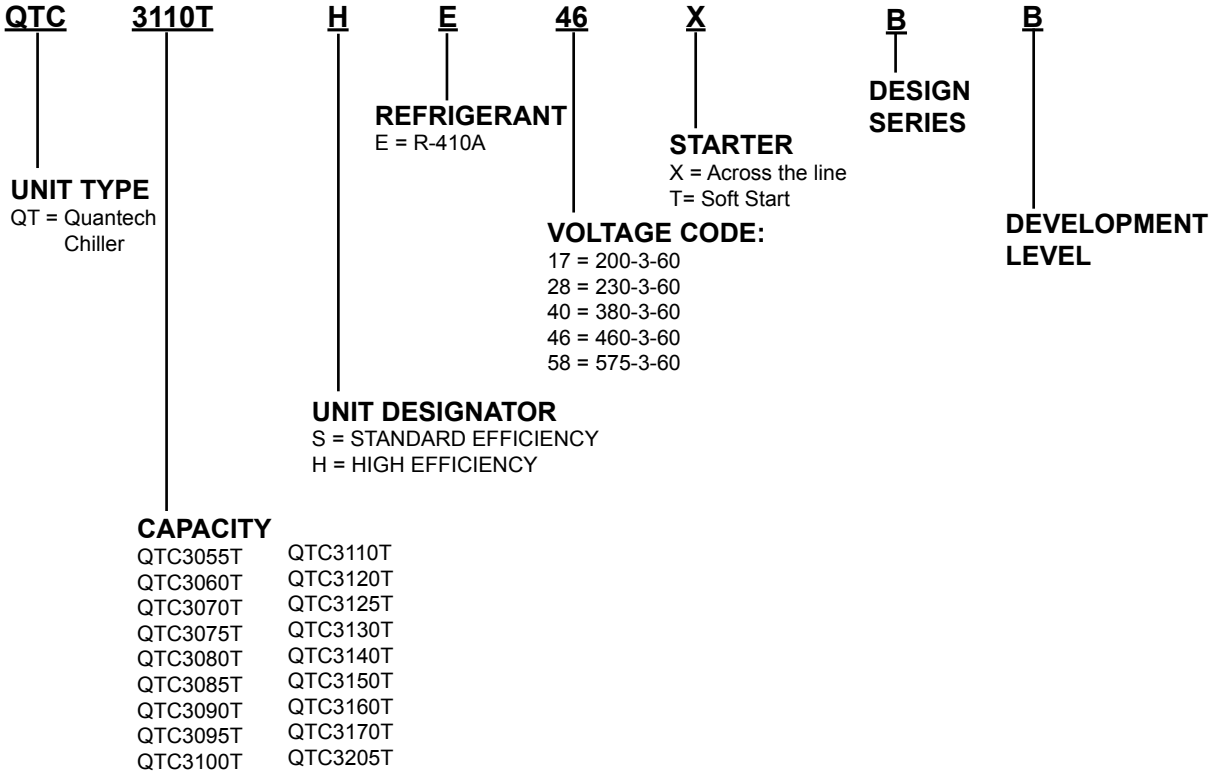 QTC 3110T H E 46 X B B
DESIGN
SERIES
REFRIGERANT
E = R-410A
STARTER
X = Across the line
T= Soft Start
UNIT TYPE
QT = Quantech
Chiller
DEVELOPMENT
LEVEL
VOLTAGE CODE:
17 = 200-3-60
28 = 230-3-60
40 = 380-3-60
46 = 460-3-60
58 = 575-3-60
UNIT DESIGNATOR
S = STANDARD EFFICIENCY
H = HIGH EFFICIENCY
CAPACITY
QTC3055T
QTC3060T
QTC3070T
QTC3075T
QTC3080T
QTC3085T
QTC3090T
QTC3095T
QTC3100T
QTC3110T
QTC3120T
QTC3125T
QTC3130T
QTC3140T
QTC3150T
QTC3160T
QTC3170T
QTC3205T